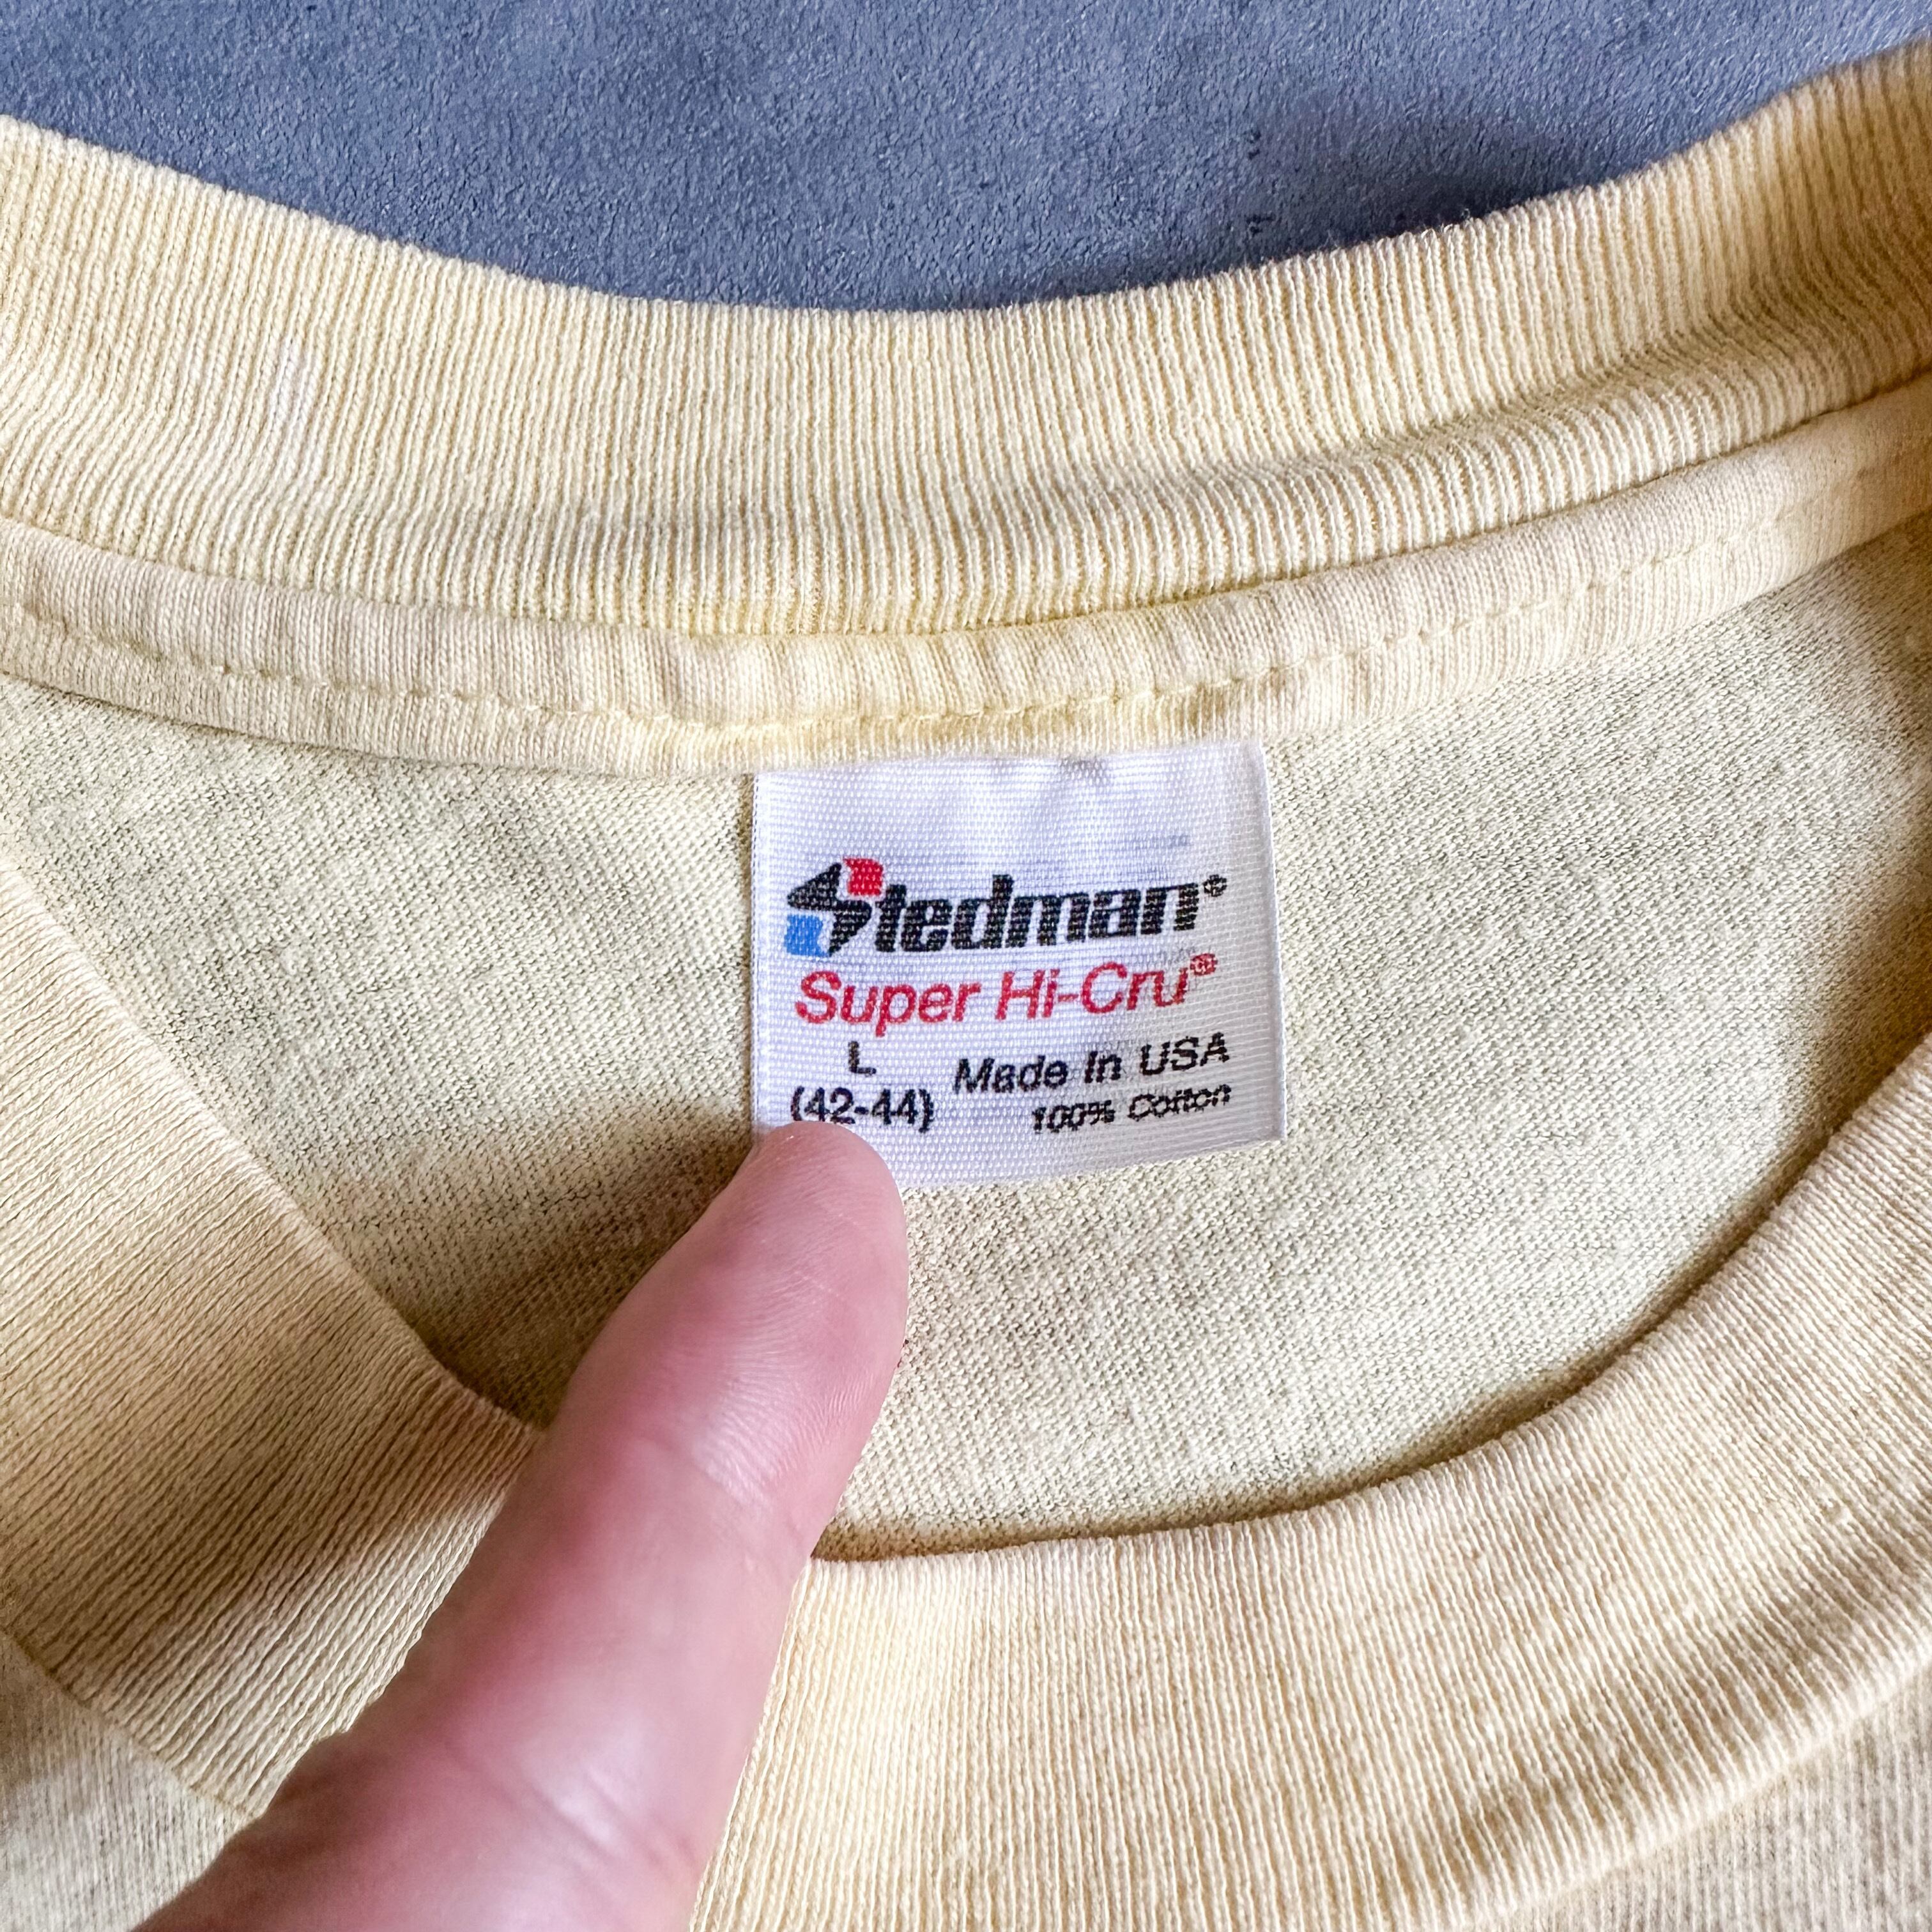 Stedman®
Super Hi-Cru®
L
(42-44)
Made In USA
100% Cotton